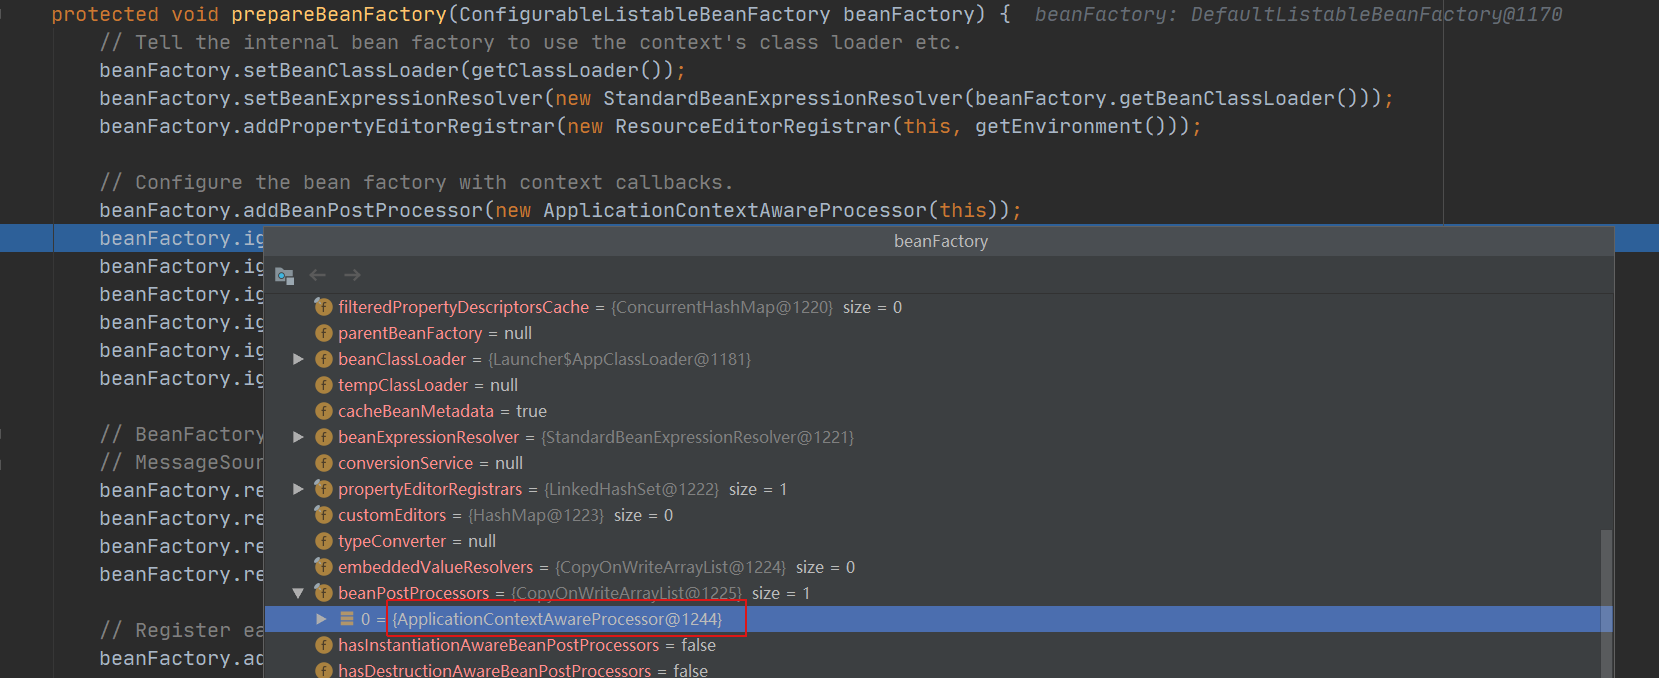 protected void prepareBeanFactory(ConfigurableListableBeanFactory beanFactory) {  beanFactory: DefaultListableBeanFactory@1170
// Tell the internal bean factory to use the context's class loader etc.
beanFactory.setBeanClassLoader(getClassLoader());
beanFactory.setBeanExpressionResolver(new StandardBeanExpressionResolver(beanFactory.getBeanClassLoader()));
beanFactory.addPropertyEditorRegistrar(new ResourceEditorRegistrar(this, getEnvironment()));
// Configure the bean factory with context callbacks.
beanFactory.addBeanPostProcessor(new ApplicationContextAwareProcessor(this));
beanFactory.ig
beanFactory.ig
beanFactory.ig
beanFactory.ig
beanFactory.ig
beanFactory.ig
// BeanFactory
// MessageSour
beanFactory.re
beanFactory.re
beanFactory.re
beanFactory.re
// Register ea
beanFactory.ad
beanFactory
filteredPropertyDescriptorsCache = {ConcurrentHashMap@1220} size = 0
parentBeanFactory = null
beanClassLoader = {Launcher$AppClassLoader@1181}
tempClassLoader = null
cacheBeanMetadata = true
beanExpressionResolver = {StandardBeanExpressionResolver@1221}
conversionService = null
propertyEditorRegistrars = {LinkedHashSet@1222} size = 1
customEditors = {HashMap@1223} size = 0
typeConverter = null
embeddedValueResolvers = {CopyOnWriteArrayList@1224} size = 0
beanPostProcessors = {CopyOnWriteArrayList@1225} size = 1
0 = {ApplicationContextAwareProcessor@1244}
hasInstantiationAwareBeanPostProcessors = false
hasDestructionAwareBeanPostProcessors = false